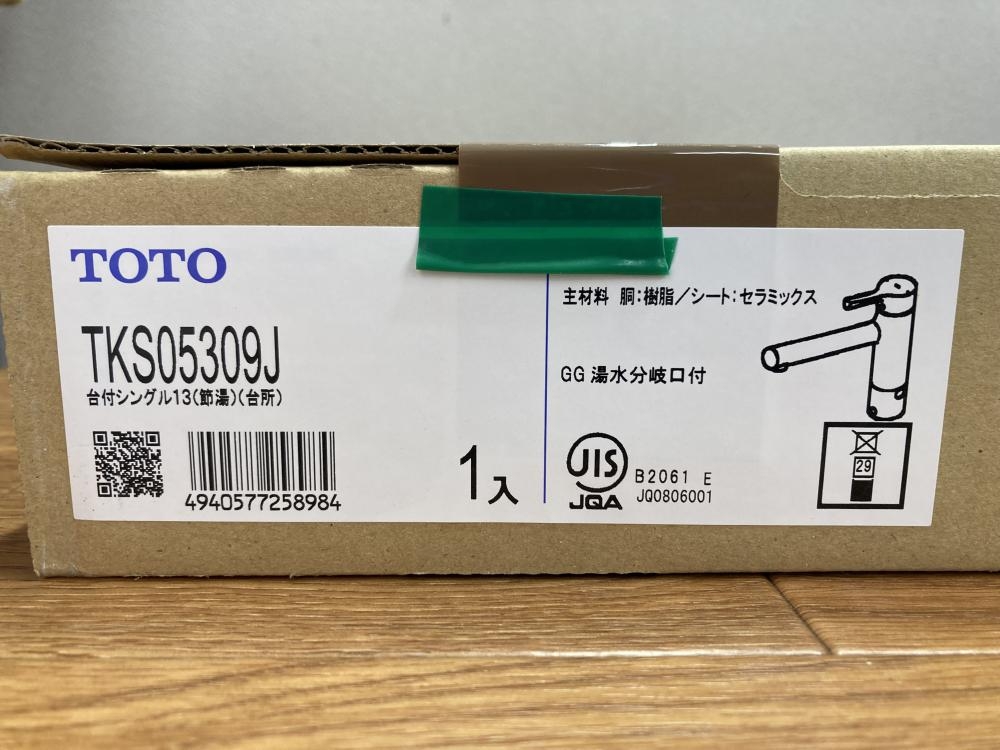 TOTO
TKS05309J
台付シングル13(節湯)(台所)
4940577258984
1入
主材料 胴:樹脂/シート:セラミックス
GG 湯水分岐口付
JIS
JQA
B2061 E
JQ0806001
29